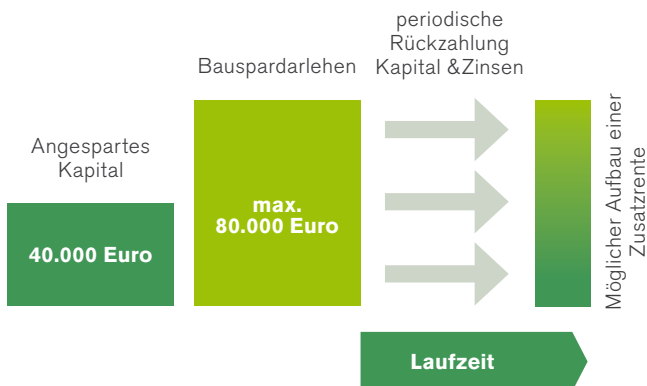 Angespartes
Kapital
40.000 Euro
Bauspardarlehen
max.
80.000 Euro
periodische
Rückzahlung
Kapital &Zinsen
Möglicher Aufbau einer
Zusatzrente
Laufzeit